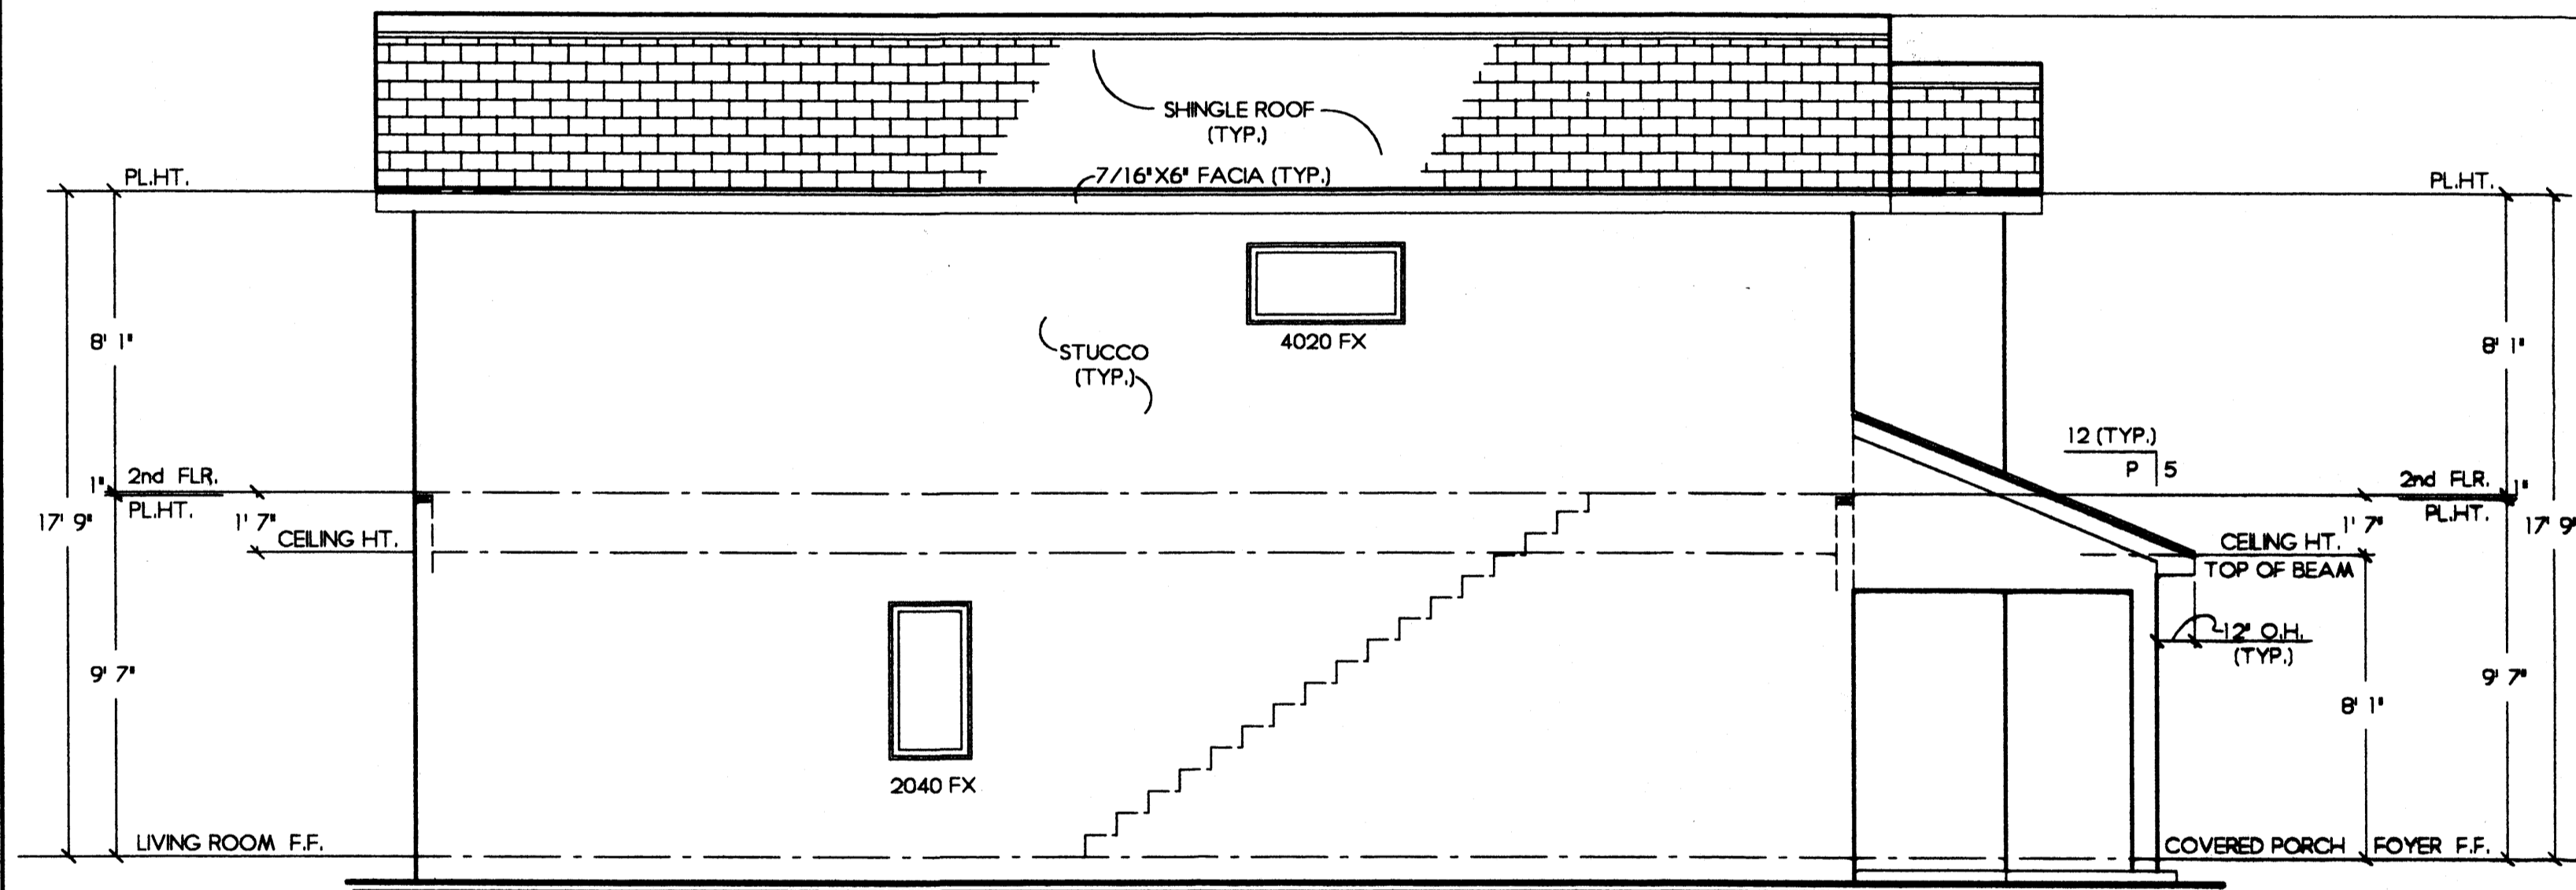 SHINGLE ROOF
(TYP.)
7/16"X6" FACIA (TYP.)
PL.HT.
PL.HT.
8' 1"
4020 FX
8' 1"
STUCCO
(TYP.)
12 (TYP.)
P 5
2nd FLR.
1"
PL.HT.
17' 9"
1' 7"
CEILING HT.
2nd FLR.
1"
PL.HT.
1' 7"
17' 9"
CEILING HT.
TOP OF BEAM
12" O.H.
(TYP.)
9' 7"
9' 7"
8' 1"
2040 FX
LIVING ROOM F.F.
COVERED PORCH
FOYER F.F.